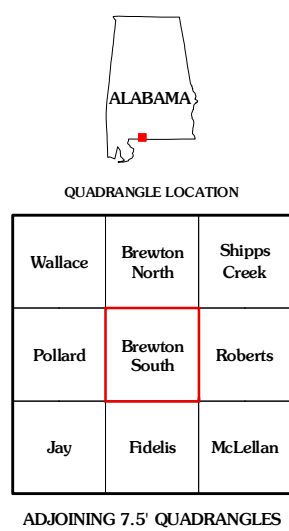 ALABAMA
QUADRANGLE LOCATION
Wallace
Brewton
North
Shipps
Creek
Pollard
Brewton
South
Roberts
Jay
Fidelis
McLellan
ADJOINING 7.5' QUADRANGLES